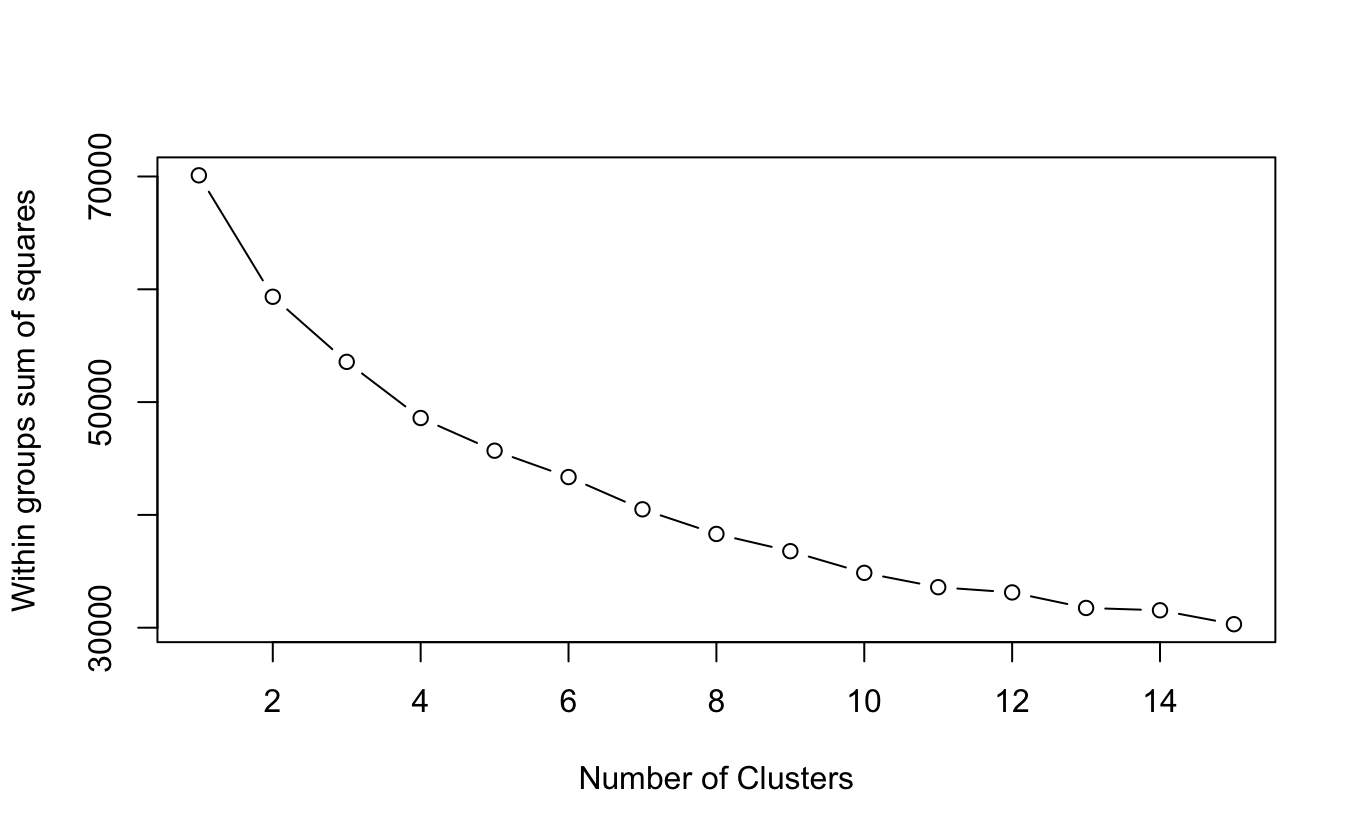 Within groups sum of squares
70000
50000
30000
2 4 6 8 10 12 14
Number of Clusters